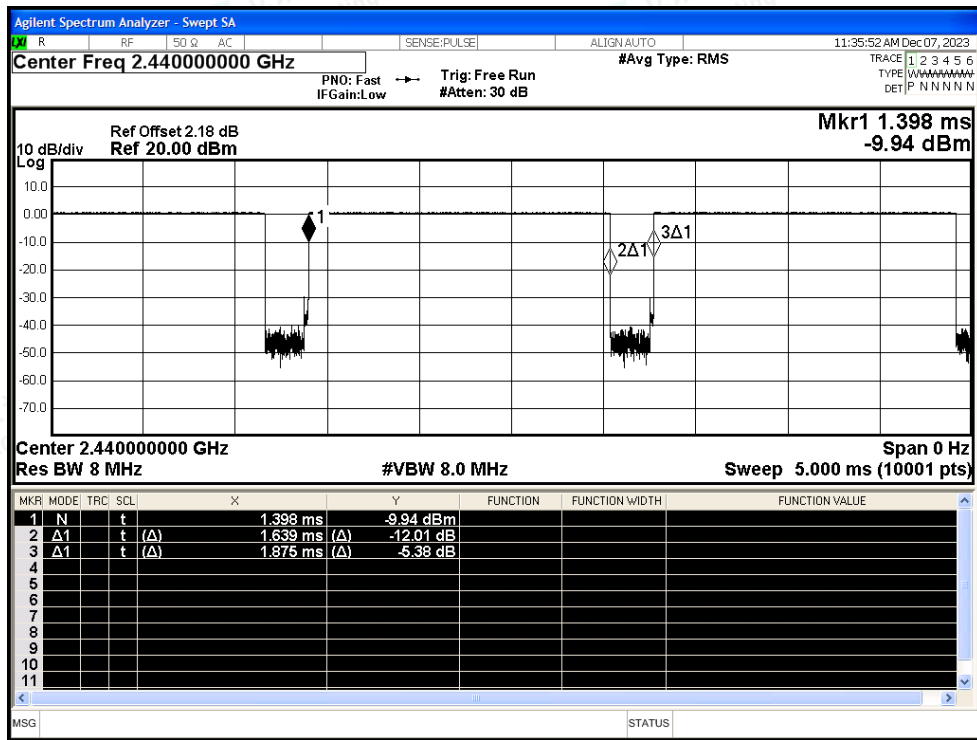 Agilent Spectrum Analyzer - Swept SA
LXI R RF 50 Ω AC SENSE:PULSE ALIGN AUTO 11:35:52 AM Dec 07, 2023
Center Freq 2.440000000 GHz #Avg Type: RMS TRACE 1 2 3 4 5 6
PNO: Fast Trig: Free Run TYPE WWWWWW
IFGain:Low #Atten: 30 dB DET P N N N N N
Mkr1 1.398 ms
Ref Offset 2.18 dB
10 dB/div Ref 20.00 dBm -9.94 dBm
Log
10.0
0.00
1
-10.0
3Δ1
2Δ1
-20.0
-30.0
-40.0
-50.0
-60.0
-70.0
Center 2.440000000 GHz Span 0 Hz
Res BW 8 MHz #VBW 8.0 MHz Sweep 5.000 ms (10001 pts)
MKR MODE TRC SCL X Y FUNCTION FUNCTION WIDTH FUNCTION VALUE
1 N t 1.398 ms -9.94 dBm
2 Δ1 t (Δ) 1.639 ms (Δ) -12.01 dB
3 Δ1 t (Δ) 1.875 ms (Δ) -5.38 dB
4
5
6
7
8
9
10
11
MSG STATUS